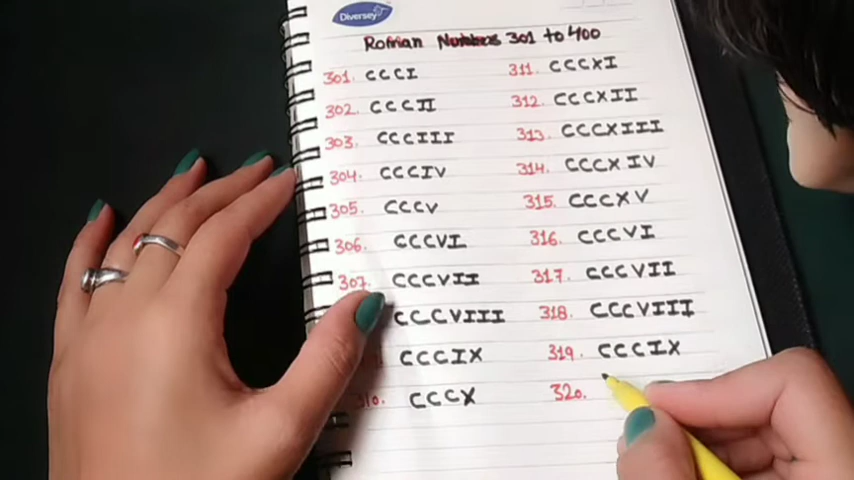 Diversey
Roman Numbers 301 to 400
301. CCCI
302. CCCII
303. CCCIII
304. CCCIV
305. CCCV
306. CCCVI
307. CCCVII
CCCVIII
CCCIX
310. CCCX
311. CCCXI
312. CCCXII
313. CCCXIII
314. CCCXIV
315. CCCXV
316. CCCVI
317. CCCVII
318. CCCVIII
319. CCCIX
320.